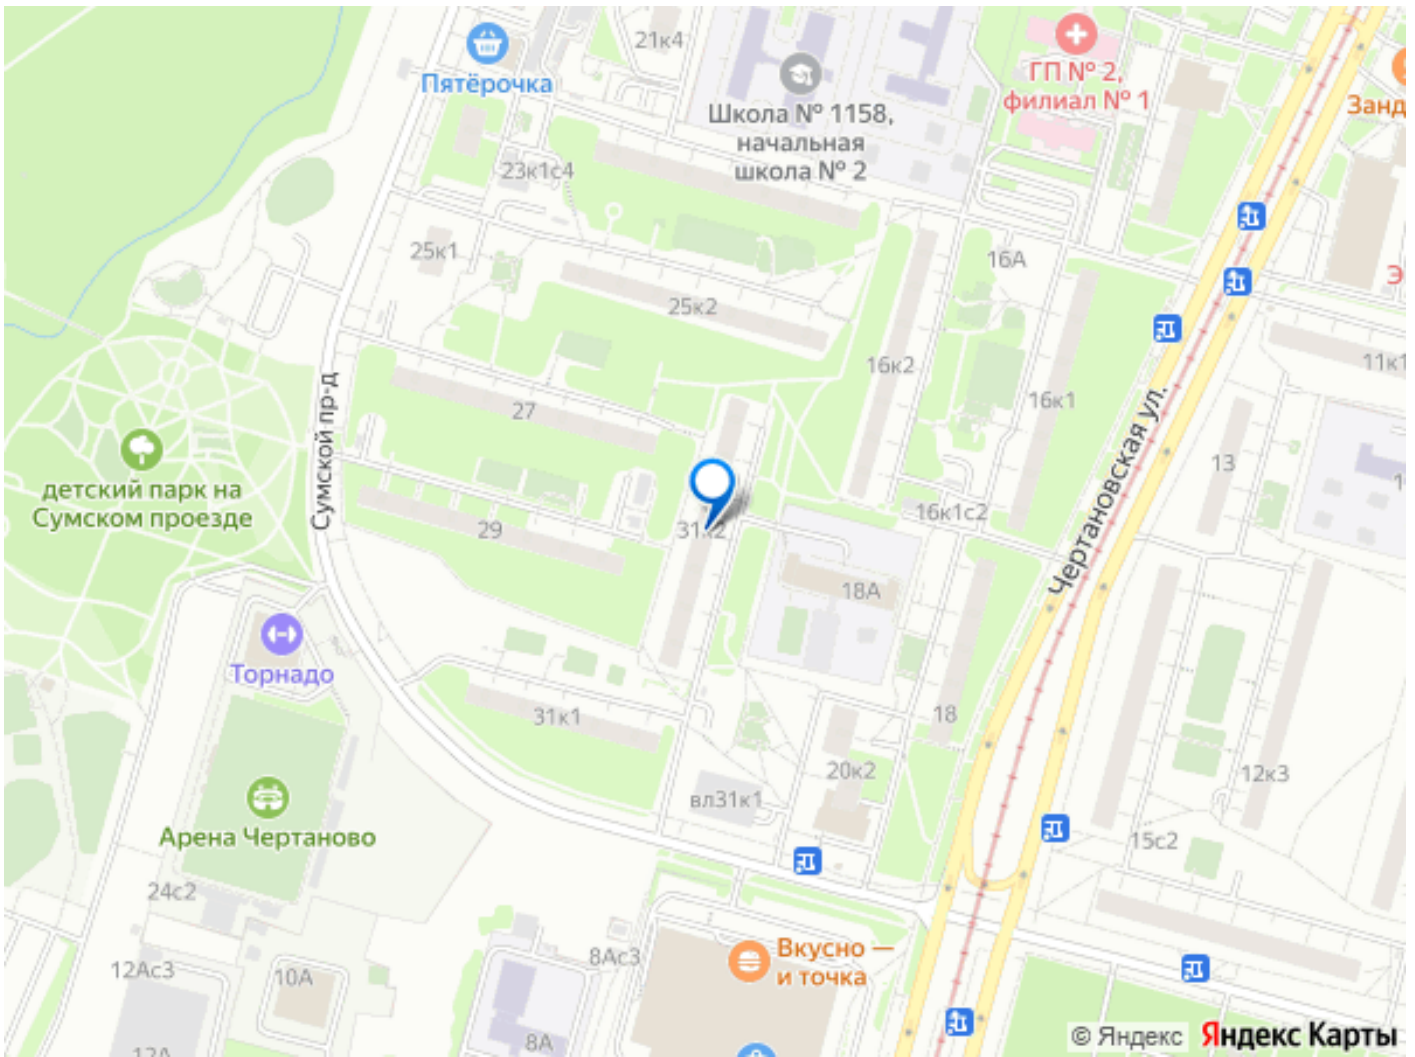 21к4
Пятёрочка
ГП № 2,
филиал № 1
Занд
Школа № 1158,
начальная
школа № 2
23к1с4
25к1
16А
Э
25к2
11к1
16к2
Сумской пр-д
27
16к1
Чертановская ул.
13
детский парк на
Сумском проезде
29
31к2
16к1с2
18А
Торнадо
31к1
18
20к2
12к3
вл31к1
Арена Чертаново
15с2
24с2
8Ас3
Вкусно —
и точка
12Ас3
10А
8А
12А
© Яндекс
Яндекс Карты